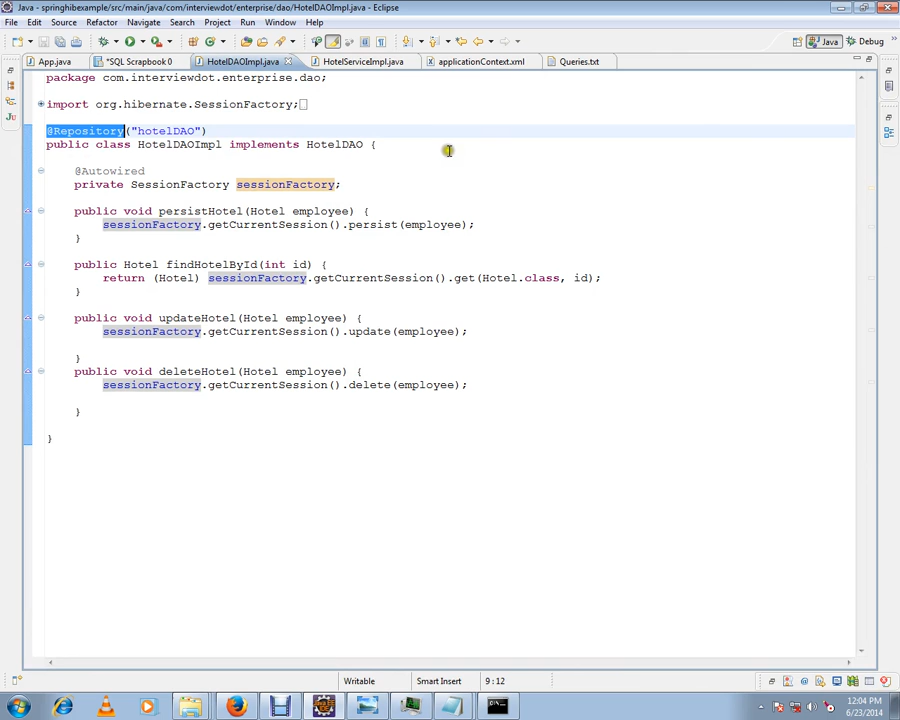 Java - springhibexample/src/main/java/com/interviewdot/enterprise/dao/HotelDAOImpl.java - Eclipse
File Edit Source Refactor Navigate Search Project Run Window Help
Java Debug
App.java *SQL Scrapbook 0 HotelDAOImpl.java HotelServiceImpl.java applicationContext.xml Queries.txt
package com.interviewdot.enterprise.dao;
import org.hibernate.SessionFactory;
@Repository("hotelDAO")
public class HotelDAOImpl implements HotelDAO {
@Autowired
private SessionFactory sessionFactory;
public void persistHotel(Hotel employee) {
sessionFactory.getCurrentSession().persist(employee);
}
public Hotel findHotelById(int id) {
return (Hotel) sessionFactory.getCurrentSession().get(Hotel.class, id);
}
public void updateHotel(Hotel employee) {
sessionFactory.getCurrentSession().update(employee);
}
public void deleteHotel(Hotel employee) {
sessionFactory.getCurrentSession().delete(employee);
}
}
Writable Smart Insert 9 : 12
12:04 PM
6/23/2014